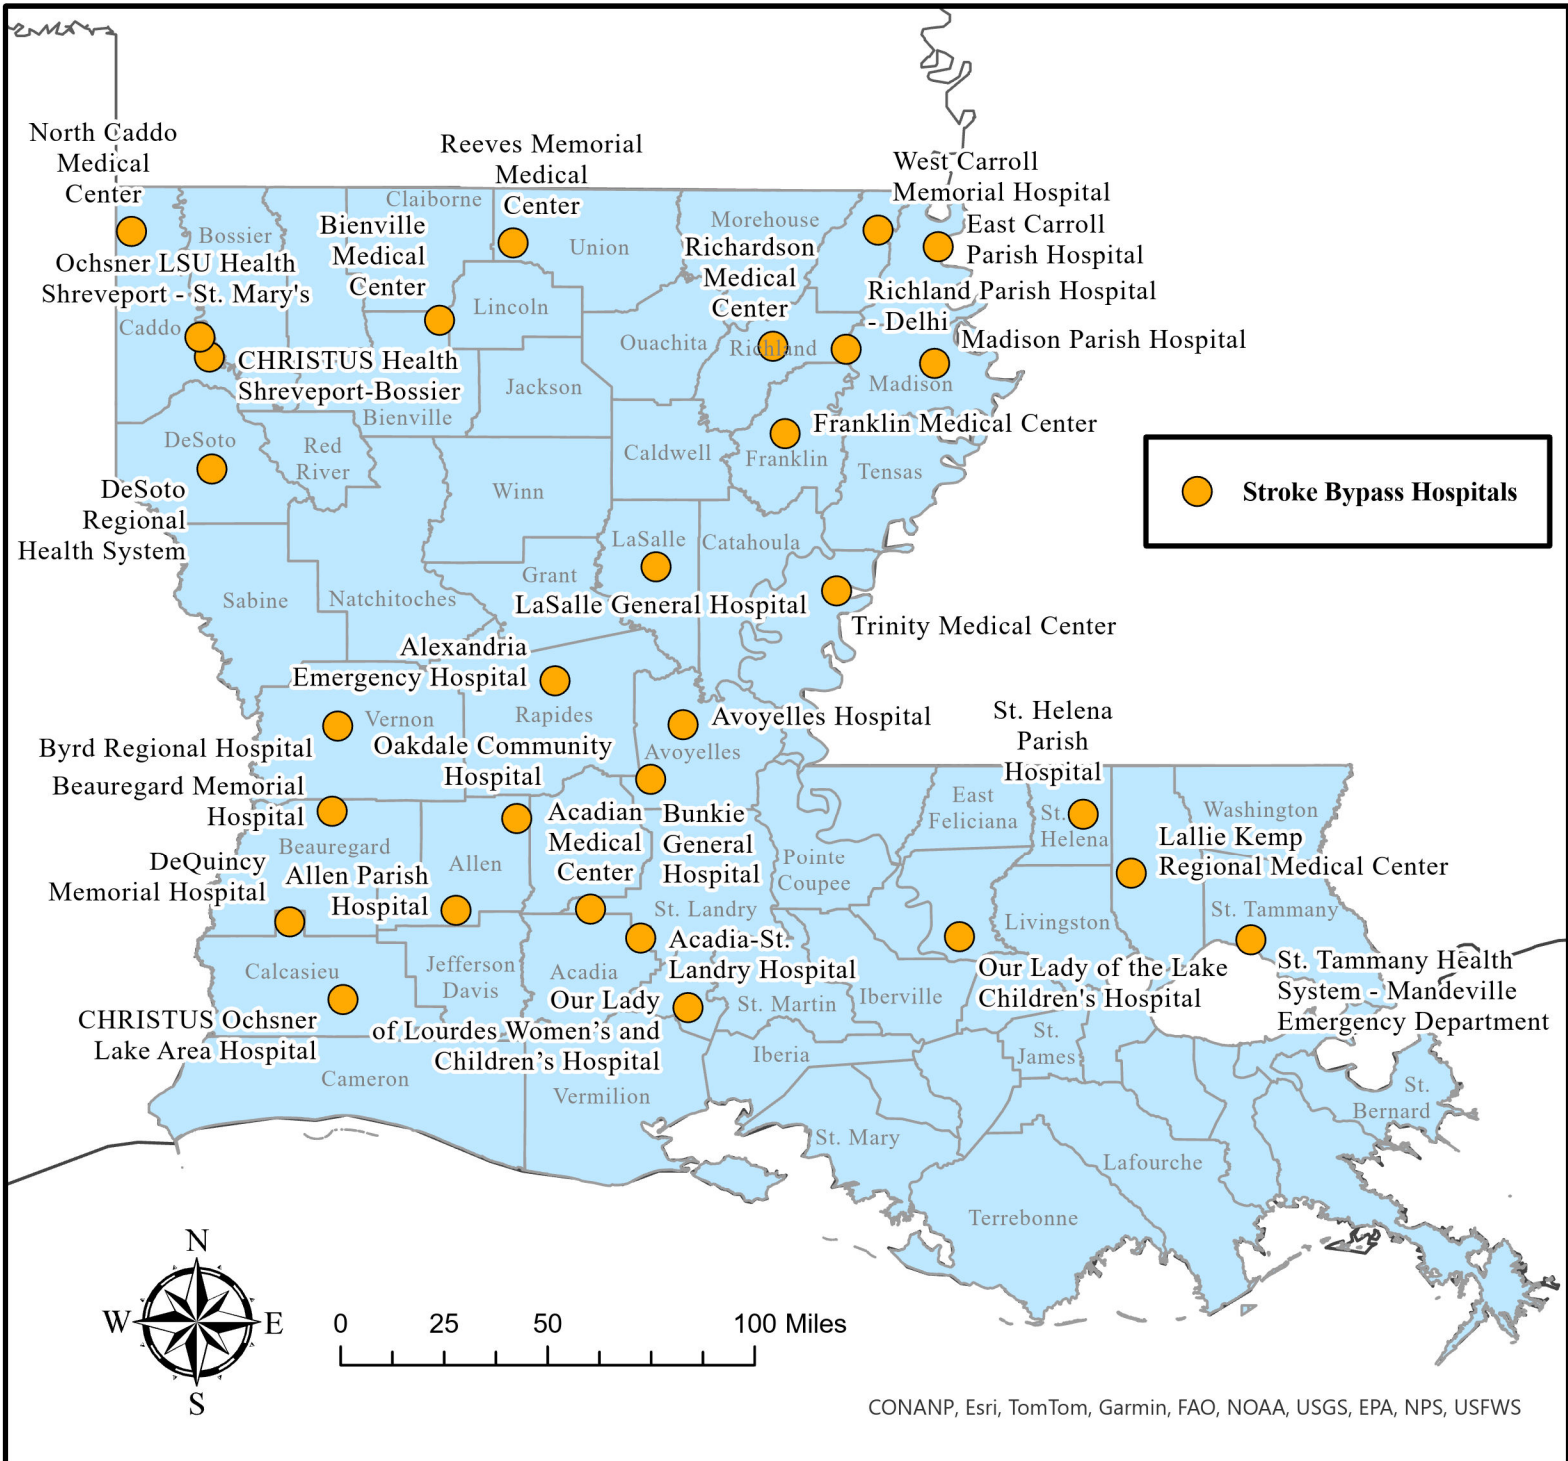 North Caddo
Medical
Center
Reeves Memorial
Medical
Center
West Carroll
Memorial Hospital
East Carroll
Parish Hospital
Claiborne
Bossier
Union
Morehouse
Bienville
Medical
Center
Richardson
Medical
Center
Ochsner LSU Health
Shreveport - St. Mary's
Richland Parish Hospital
- Delhi
Caddo
Lincoln
Ouachita
Richland
Madison Parish Hospital
Madison
CHRISTUS Health
Shreveport-Bossier
Jackson
Bienville
Franklin Medical Center
DeSoto
Red
River
Caldwell
Franklin
Tensas
Winn
Stroke Bypass Hospitals
DeSoto
Regional
Health System
LaSalle
Catahoula
Grant
Sabine
Natchitoches
LaSalle General Hospital
Trinity Medical Center
Alexandria
Emergency Hospital
Vernon
Rapides
Avoyelles Hospital
Avoyelles
St. Helena
Parish
Hospital
Byrd Regional Hospital
Oakdale Community
Hospital
Beauregard Memorial
Hospital
East
Feliciana
St.
Helena
Washington
Acadian
Medical
Center
Bunkie
General
Hospital
Beauregard
Allen
Pointe
Coupee
Lallie Kemp
Regional Medical Center
DeQuincy
Memorial Hospital
Allen Parish
Hospital
St. Landry
Livingston
St. Tammany
Acadia-St.
Landry Hospital
Calcasieu
Jefferson
Davis
Acadia
Our Lady of the Lake
Children's Hospital
St. Tammany Health
System - Mandeville
Emergency Department
Our Lady
of Lourdes Women’s and
Children’s Hospital
St. Martin
Iberville
CHRISTUS Ochsner
Lake Area Hospital
St.
James
Iberia
Cameron
Vermilion
St.
Bernard
St. Mary
Lafourche
Terrebonne
N
W
E
S
0 25 50 100 Miles
CONANP, Esri, TomTom, Garmin, FAO, NOAA, USGS, EPA, NPS, USFWS